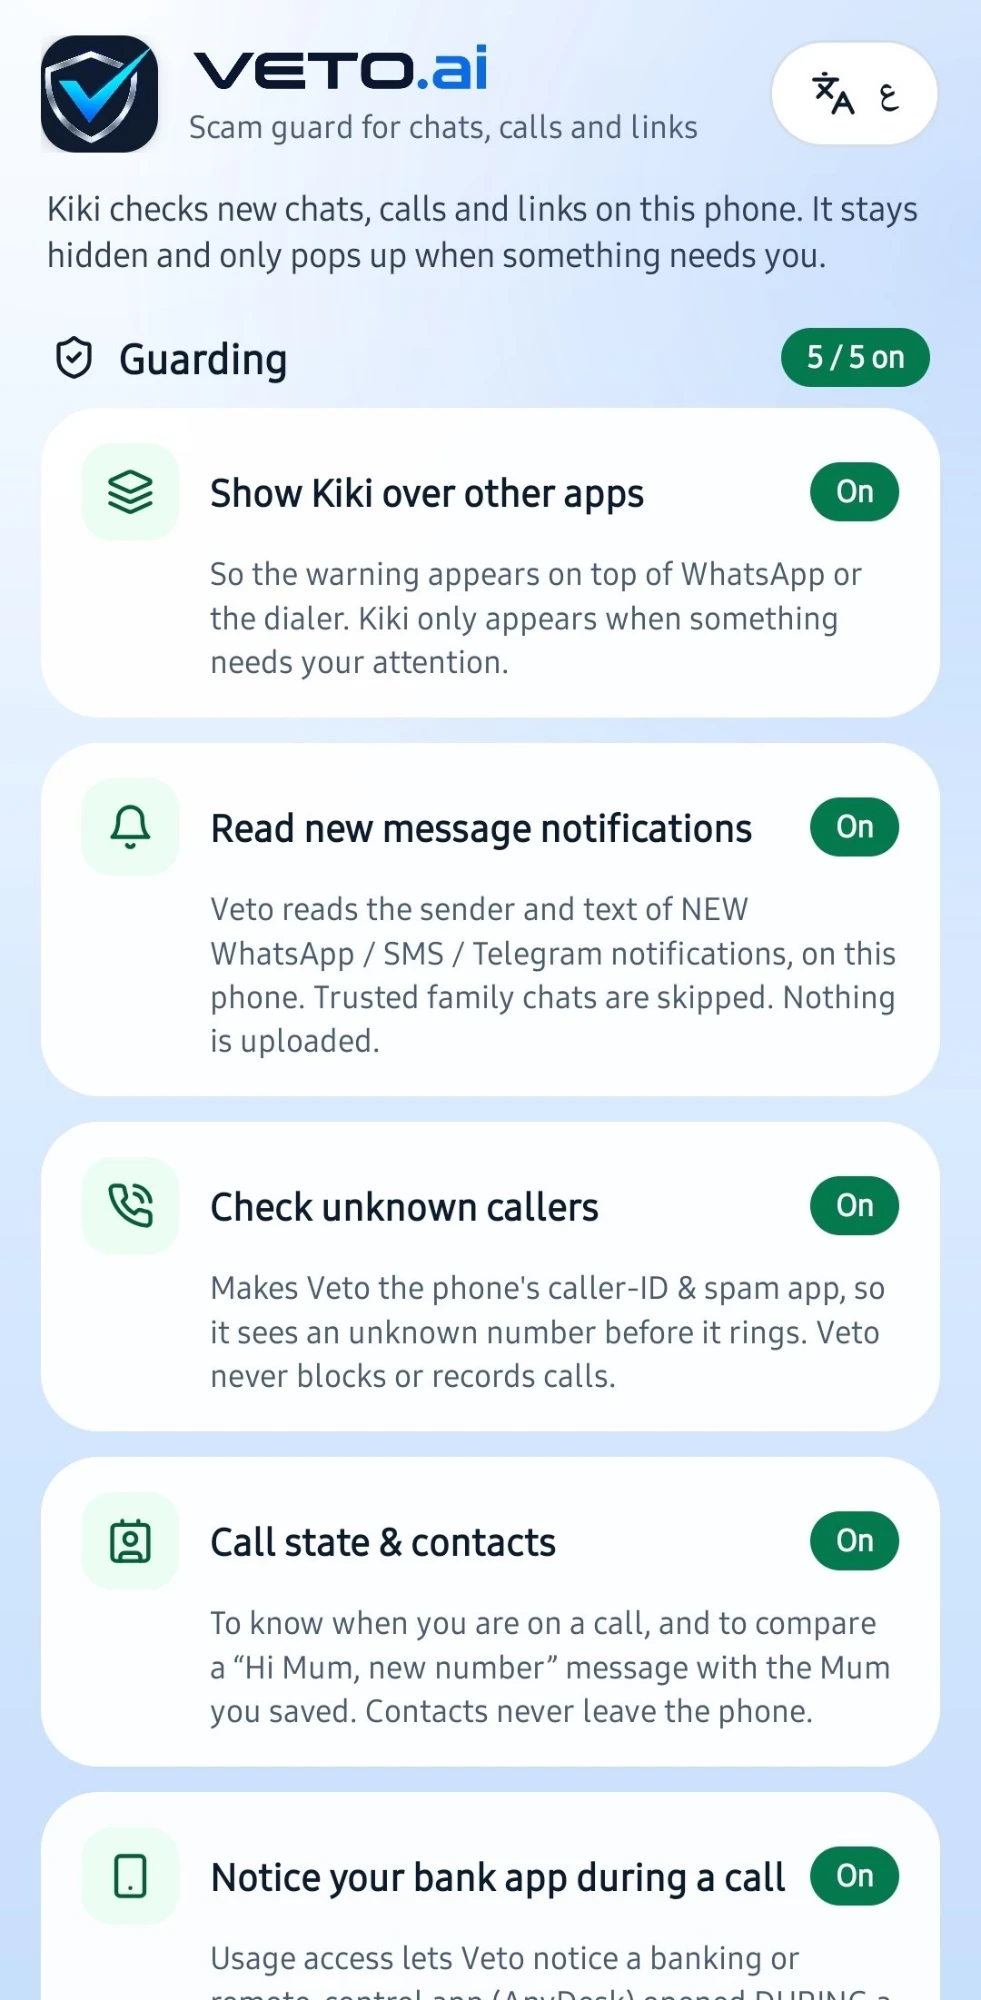 VETO.ai
Scam guard for chats, calls and links
ع
Kiki checks new chats, calls and links on this phone. It stays
hidden and only pops up when something needs you.
Guarding
5 / 5 on
Show Kiki over other apps
On
So the warning appears on top of WhatsApp or
the dialer. Kiki only appears when something
needs your attention.
Read new message notifications
On
Veto reads the sender and text of NEW
WhatsApp / SMS / Telegram notifications, on this
phone. Trusted family chats are skipped. Nothing
is uploaded.
Check unknown callers
On
Makes Veto the phone's caller-ID & spam app, so
it sees an unknown number before it rings. Veto
never blocks or records calls.
Call state & contacts
On
To know when you are on a call, and to compare
a “Hi Mum, new number” message with the Mum
you saved. Contacts never leave the phone.
Notice your bank app during a call
On
Usage access lets Veto notice a banking or
remote-control app (AnyDesk) opened DURING a